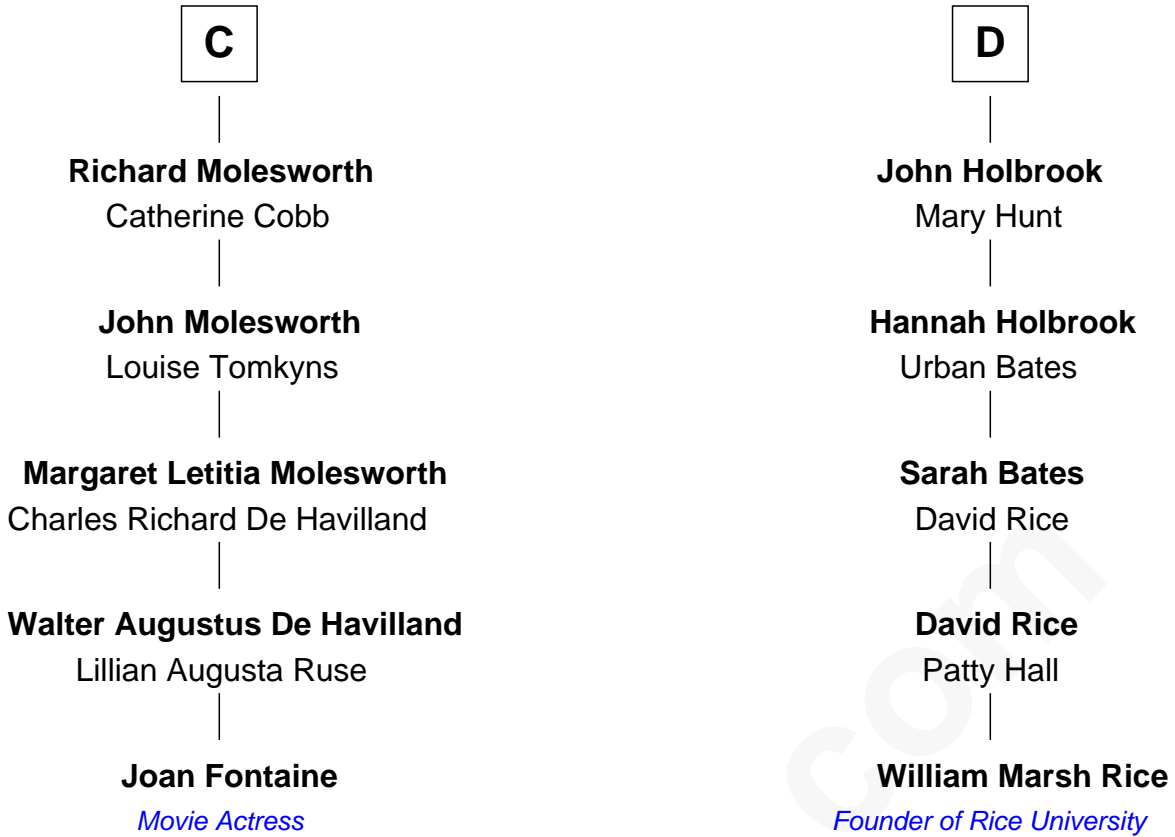 C
Richard Molesworth
Catherine Cobb
John Molesworth
Louise Tomkyns
Margaret Letitia Molesworth
Charles Richard De Havilland
Walter Augustus De Havilland
Lillian Augusta Ruse
Joan Fontaine
Movie Actress
D
John Holbrook
Mary Hunt
Hannah Holbrook
Urban Bates
Sarah Bates
David Rice
David Rice
Patty Hall
William Marsh Rice
Founder of Rice University
com